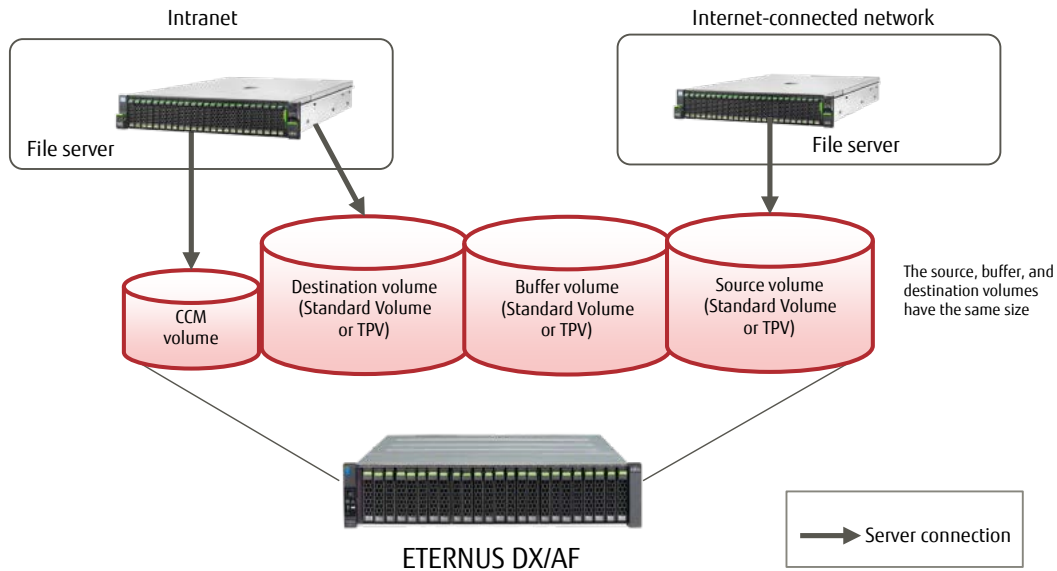 Intranet
Internet-connected network
File server
File server
CCM
volume
Destination volume
(Standard Volume
or TPV)
Buffer volume
(Standard Volume
or TPV)
Source volume
(Standard Volume
or TPV)
The source, buffer, and
destination volumes
have the same size
ETERNUS DX/AF
Server connection